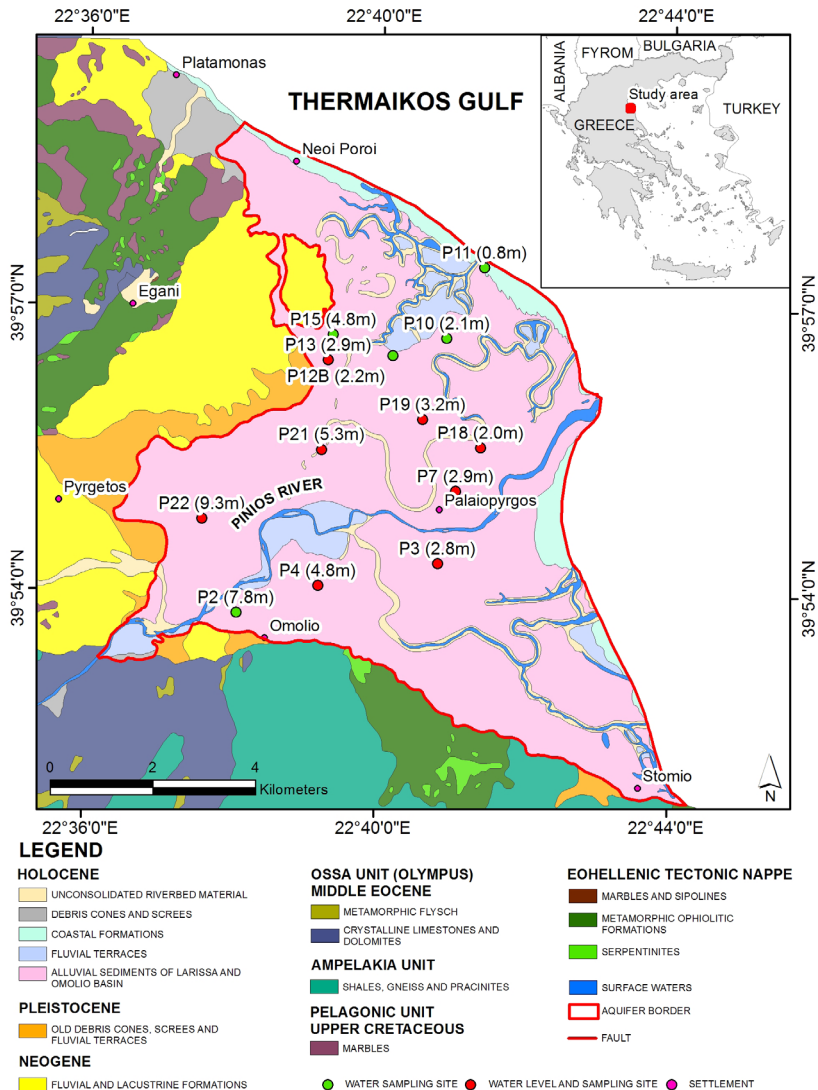 22°36'0"E
22°40'0"E
22°44'0"E
Platamonas
THERMAIKOS GULF
ALBANIA
FYROM
BULGARIA
Study area
TURKEY
GREECE
Neoi Poroi
P11 (0.8m)
39°57'0"N
39°57'0"N
Egani
P15 (4.8m)
P10 (2.1m)
P13 (2.9m)
P12B (2.2m)
P19 (3.2m)
P21 (5.3m)
P18 (2.0m)
P7 (2.9m)
Pyrgetos
P22 (9.3m)
PINIOS RIVER
Palaiopyrgos
P3 (2.8m)
P4 (4.8m)
39°54'0"N
39°54'0"N
P2 (7.8m)
Omolio
Stomio
0 2 4
Kilometers
N
22°36'0"E
22°40'0"E
22°44'0"E
LEGEND
HOLOCENE
UNCONSOLIDATED RIVERBED MATERIAL
DEBRIS CONES AND SCREES
COASTAL FORMATIONS
FLUVIAL TERRACES
ALLUVIAL SEDIMENTS OF LARISSA AND
OMOLIO BASIN
PLEISTOCENE
OLD DEBRIS CONES, SCREES AND
FLUVIAL TERRACES
NEOGENE
FLUVIAL AND LACUSTRINE FORMATIONS
OSSA UNIT (OLYMPUS)
MIDDLE EOCENE
METAMORPHIC FLYSCH
CRYSTALLINE LIMESTONES AND
DOLOMITES
AMPELAKIA UNIT
SHALES, GNEISS AND PRACINITES
PELAGONIC UNIT
UPPER CRETACEOUS
MARBLES
EOHELLENIC TECTONIC NAPPE
MARBLES AND SIPOLINES
METAMORPHIC OPHIOLITIC
FORMATIONS
SERPENTINITES
SURFACE WATERS
AQUIFER BORDER
FAULT
WATER SAMPLING SITE
WATER LEVEL AND SAMPLING SITE
SETTLEMENT